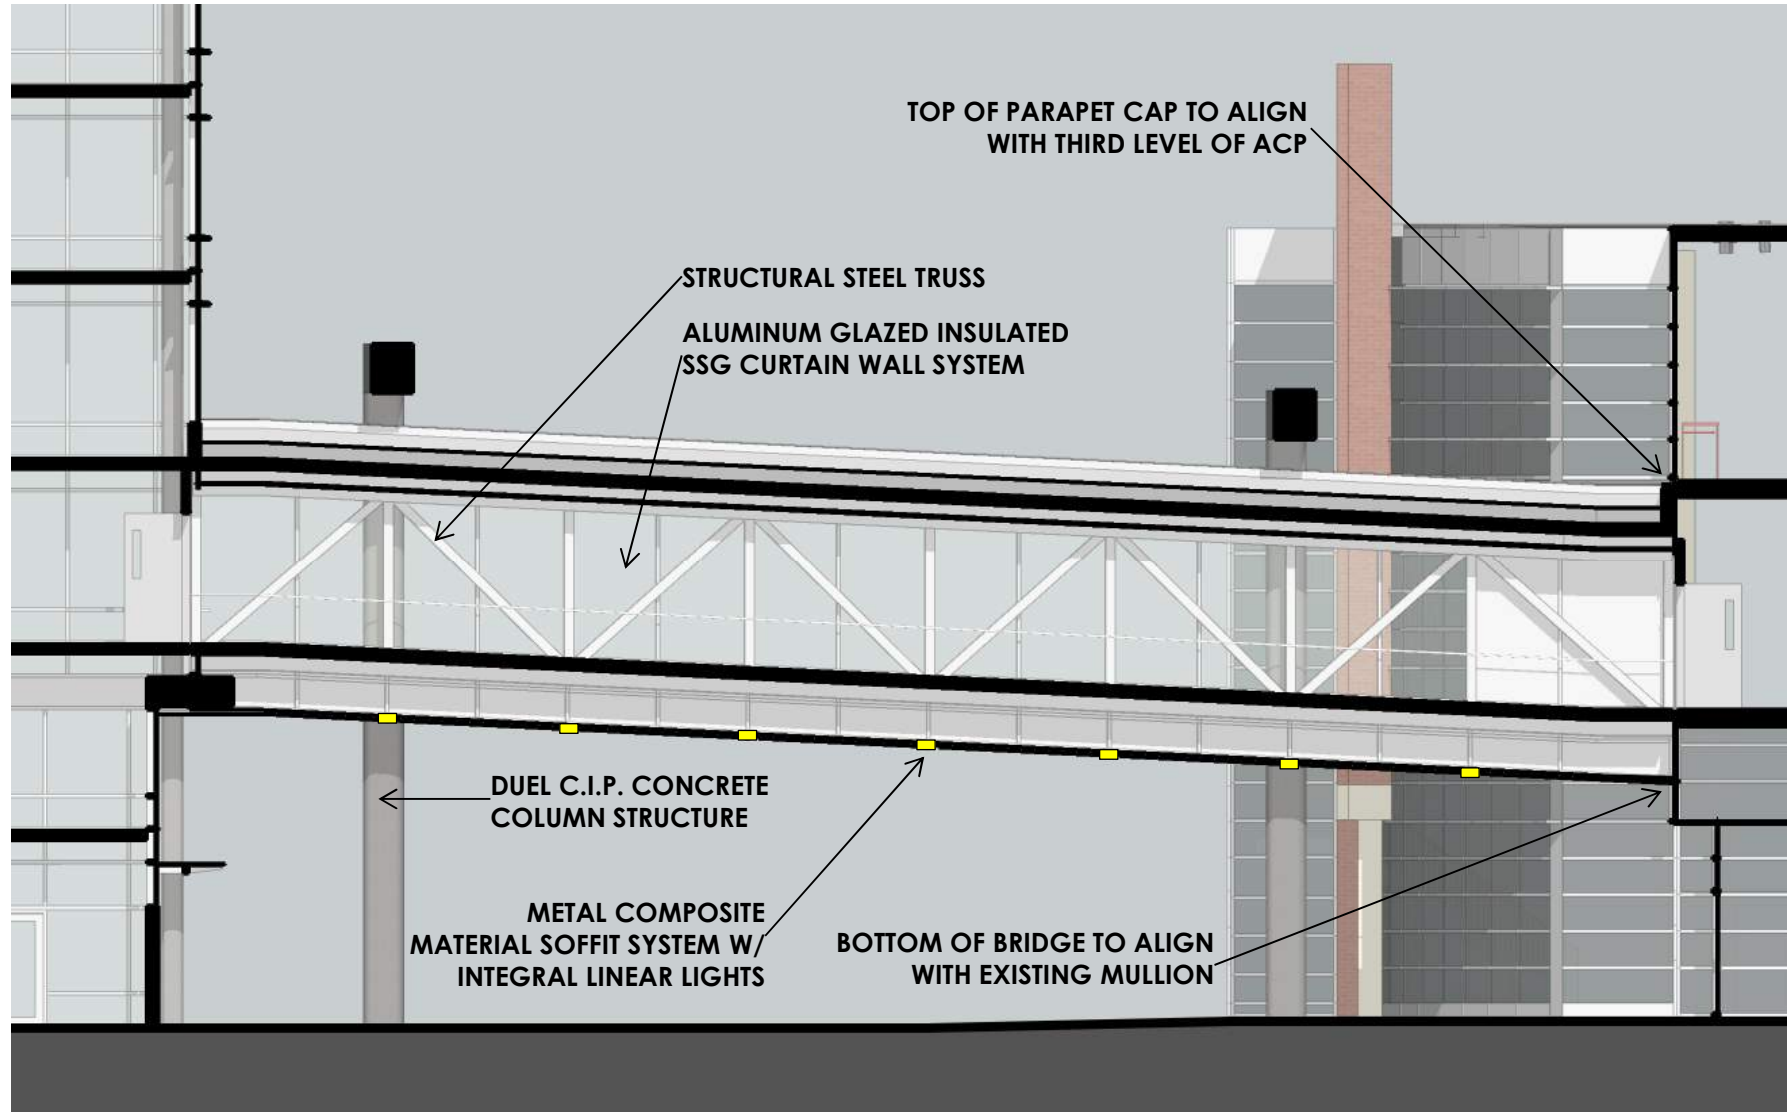 TOP OF PARAPET CAP TO ALIGN
WITH THIRD LEVEL OF ACP
STRUCTURAL STEEL TRUSS
ALUMINUM GLAZED INSULATED
SSG CURTAIN WALL SYSTEM
DUEL C.I.P. CONCRETE
COLUMN STRUCTURE
METAL COMPOSITE
MATERIAL SOFFIT SYSTEM W/
INTEGRAL LINEAR LIGHTS
BOTTOM OF BRIDGE TO ALIGN
WITH EXISTING MULLION